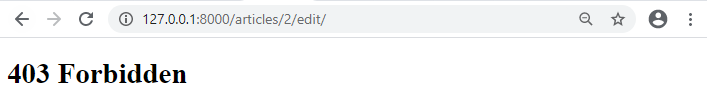 127.0.0.1:8000/articles/2/edit/
403 Forbidden